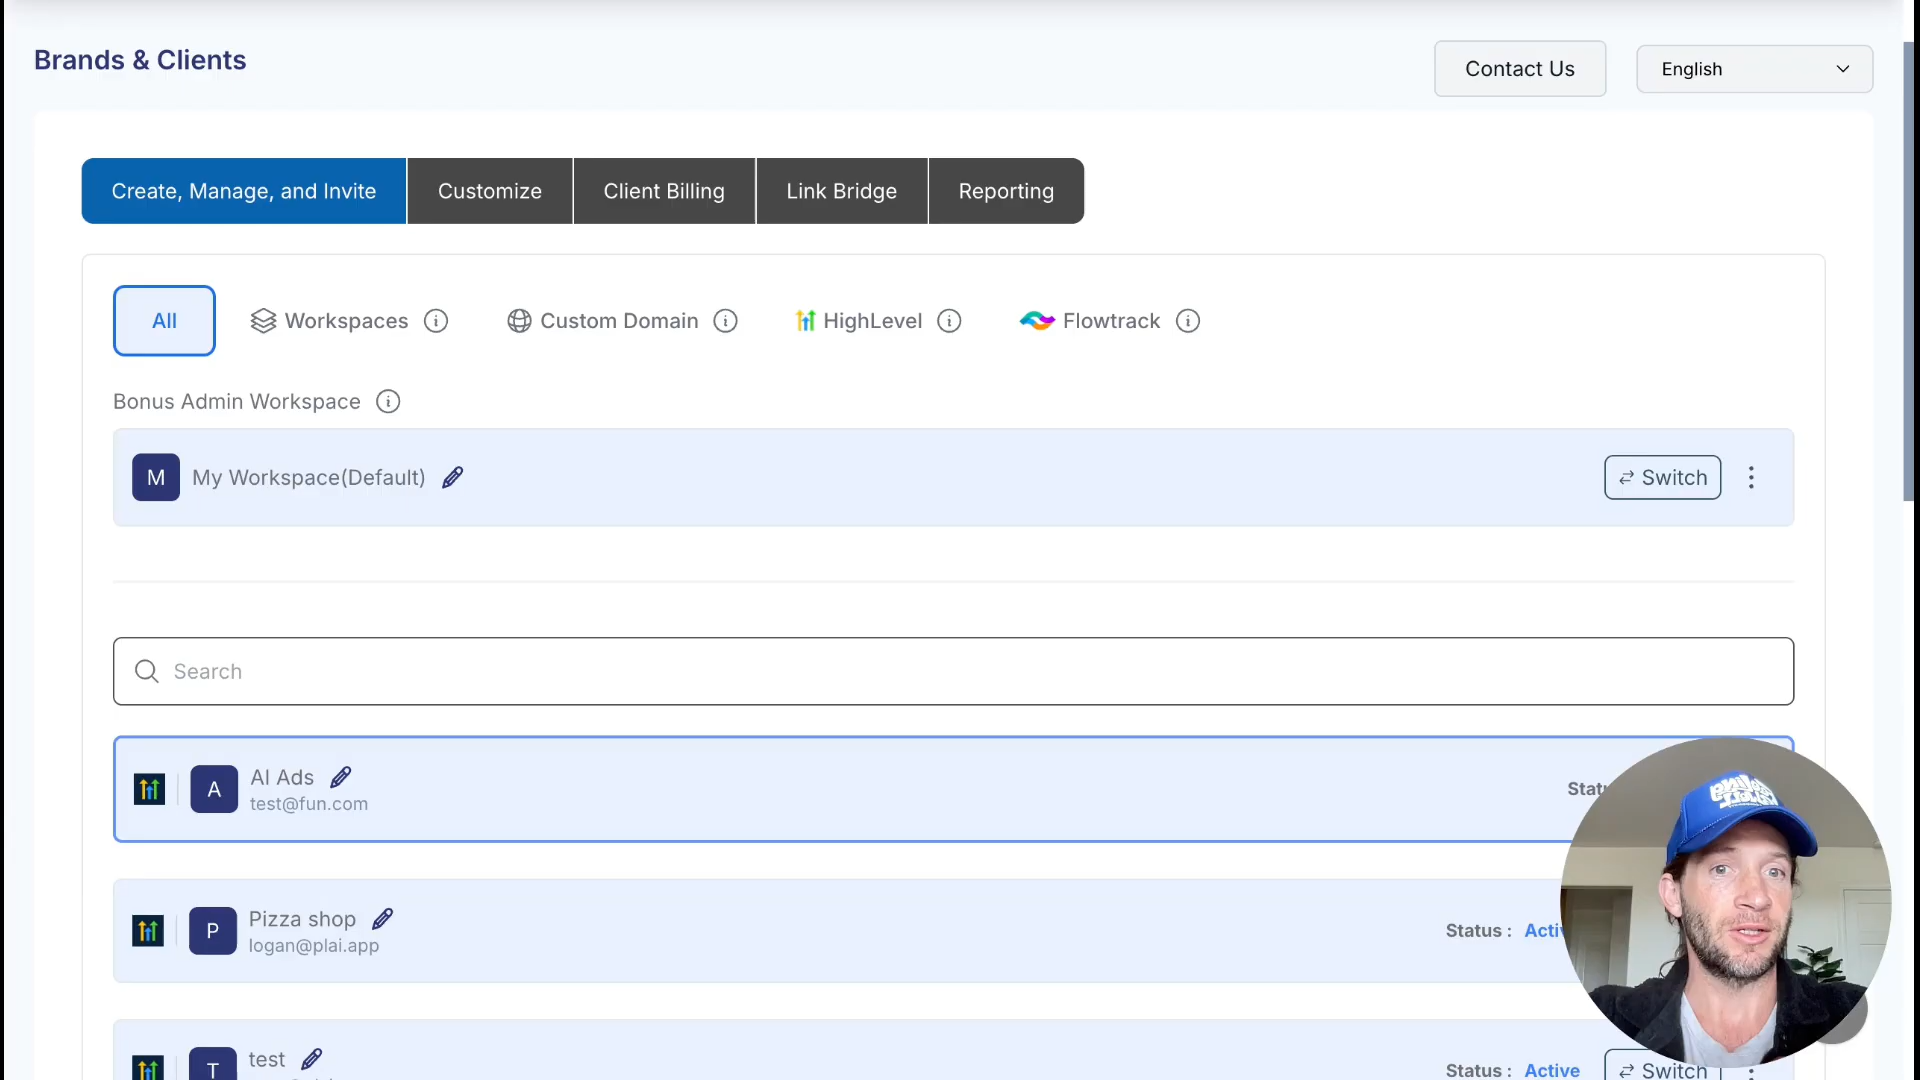 Brands & Clients
Contact Us
English
Create, Manage, and Invite
Customize
Client Billing
Link Bridge
Reporting
All
Workspaces
Custom Domain
HighLevel
Flowtrack
Bonus Admin Workspace
M
My Workspace(Default)
Switch
Search
A
AI Ads
test@fun.com
P
Pizza shop
logan@plai.app
Status :
T
test
Status : Active
Switch